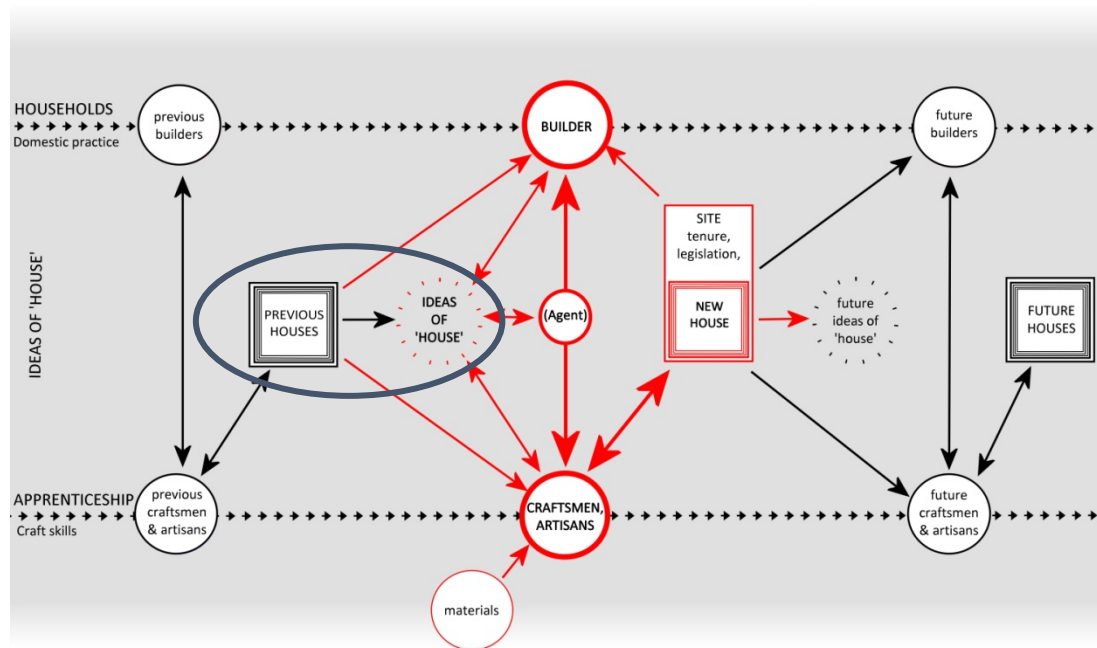 HOUSEHOLDS
Domestic practice
previous
builders
BUILDER
future
builders
IDEAS OF 'HOUSE'
PREVIOUS
HOUSES
IDEAS
OF
'HOUSE'
(Agent)
SITE
tenure,
legislation,
NEW
HOUSE
future
ideas of
'house'
FUTURE
HOUSES
APPRENTICESHIP
Craft skills
previous
craftsmen
& artisans
CRAFTSMEN,
ARTISANS
future
craftsmen
& artisans
materials